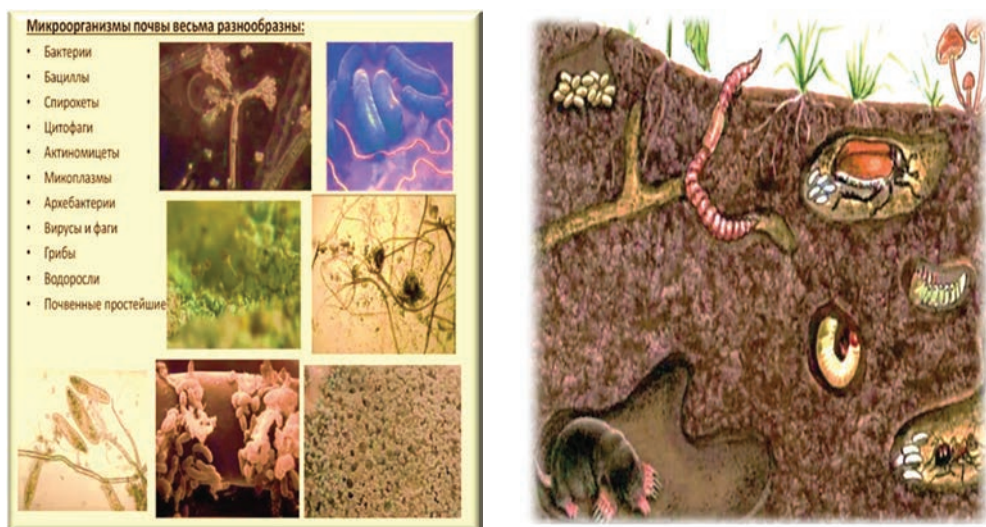 Микроорганизмы почвы весьма разнообразны:
• Бактерии
• Бациллы
• Спирохеты
• Цитофаги
• Актиномицеты
• Микоплазмы
• Архебактерии
• Вирусы и фаги
• Грибы
• Водоросли
• Почвенные простейшие